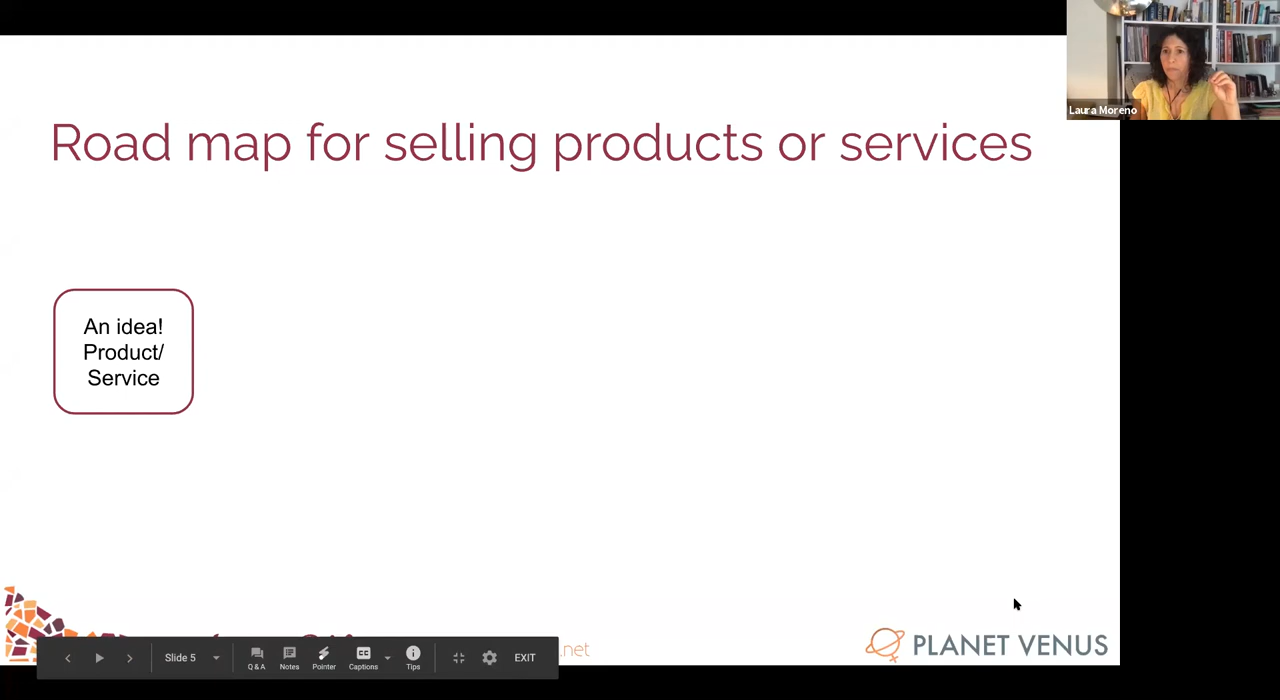 Laura Moreno
Road map for selling products or services
An idea!
Product/
Service
.net
PLANET VENUS
Slide 5
Q&A
Notes
Pointer
Captions
Tips
EXIT